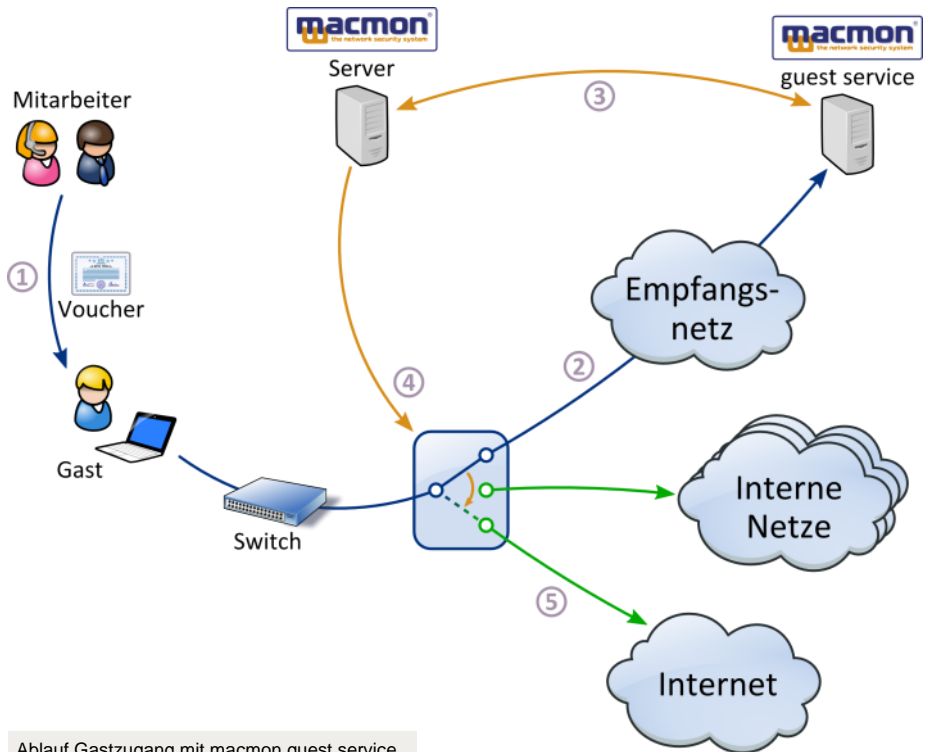 macmon
the network security system
Server
macmon
the network security system
guest service
Mitarbeiter
3
1
Voucher
Empfangs-
netz
2
4
Gast
Switch
Interne
Netze
5
Internet
Ablauf Gastzugang mit macmon guest service